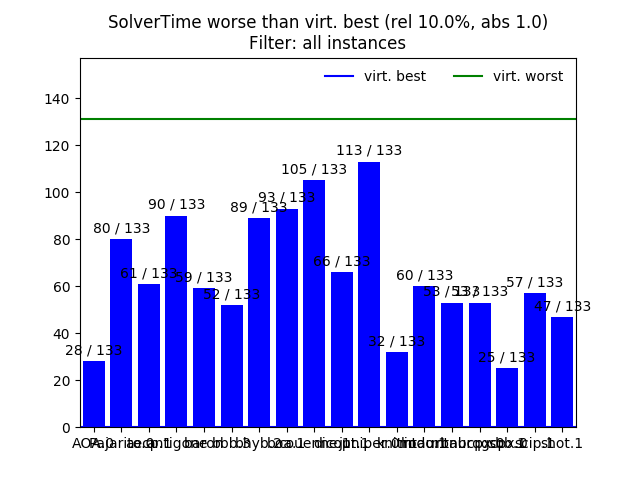 SolverTime worse than virt. best (rel 10.0%, abs 1.0)
Filter: all instances
virt. best
virt. worst
140
120
100
80
60
40
20
0
28 / 133
80 / 133
61 / 133
90 / 133
59 / 133
52 / 133
89 / 133
93 / 133
105 / 133
66 / 133
113 / 133
32 / 133
60 / 133
53 / 133
53 / 133
25 / 133
57 / 133
47 / 133